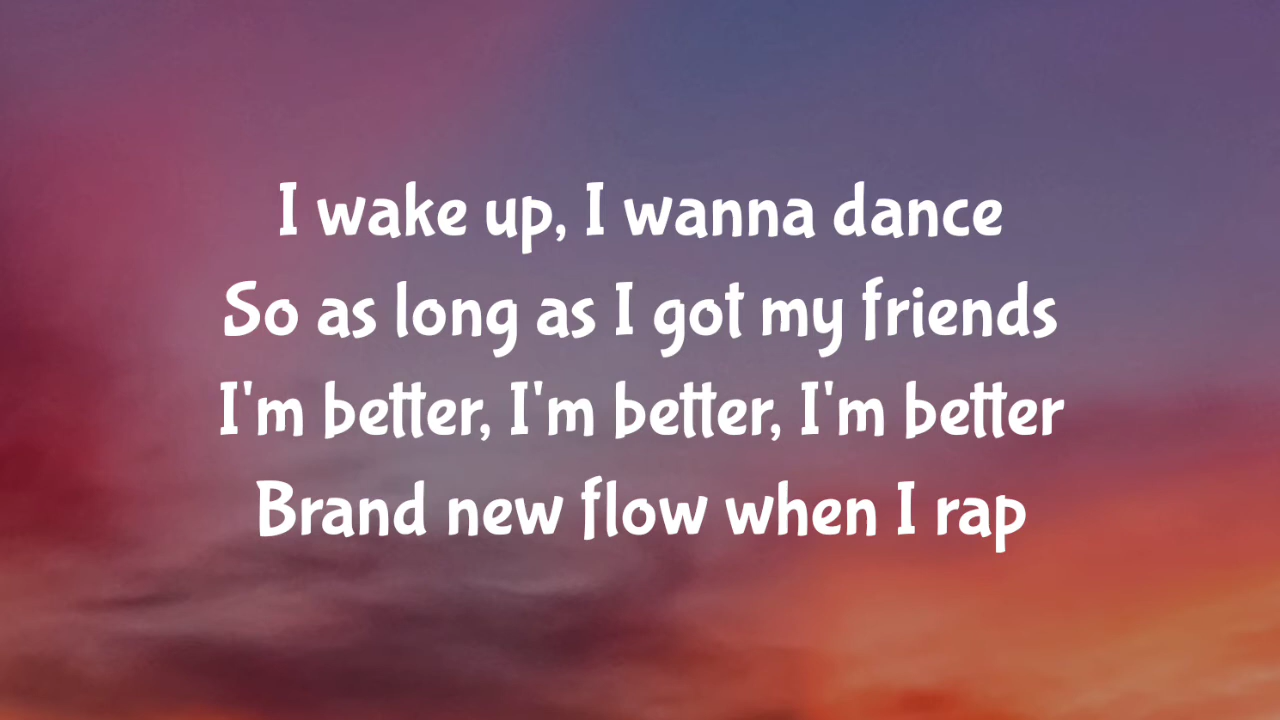 I wake up, I wanna dance
So as long as I got my friends
I'm better, I'm better, I'm better
Brand new flow when I rap